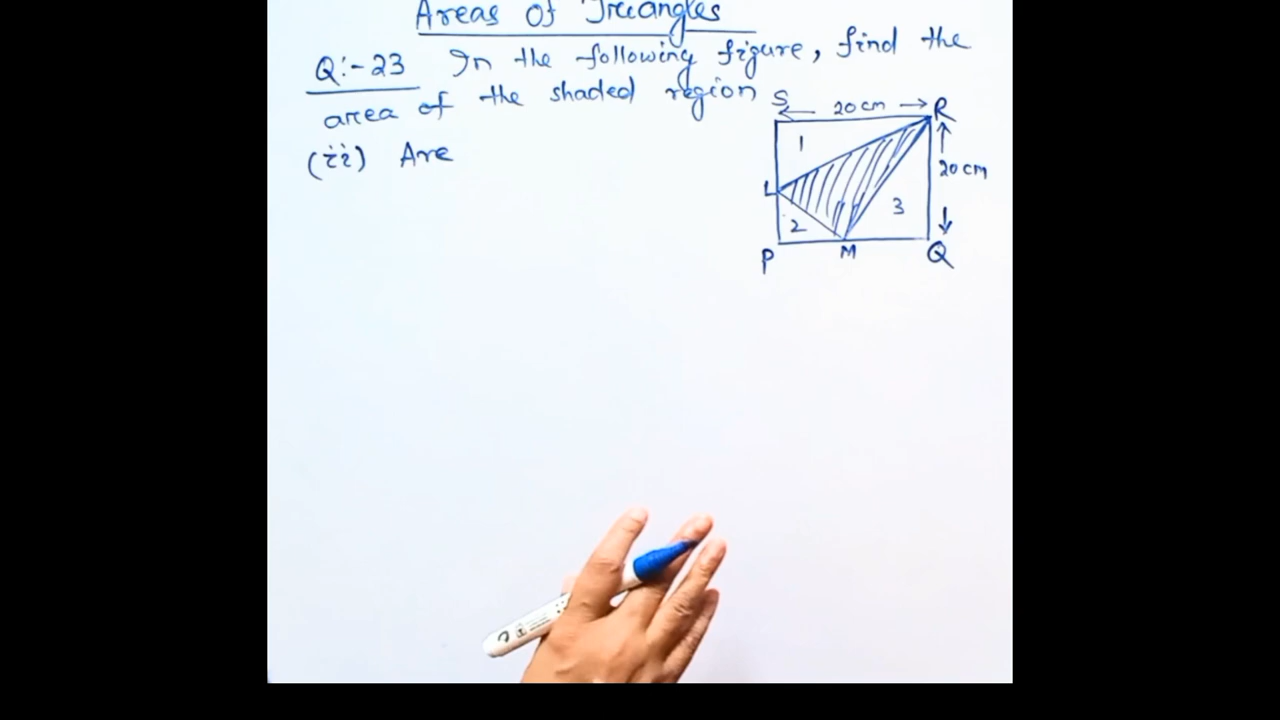 Areas of Triangles
Q:-23 In the following figure, find the
area of the shaded region
(ii) Are
S 20 cm R
1
20 cm
L
3
2
P M Q